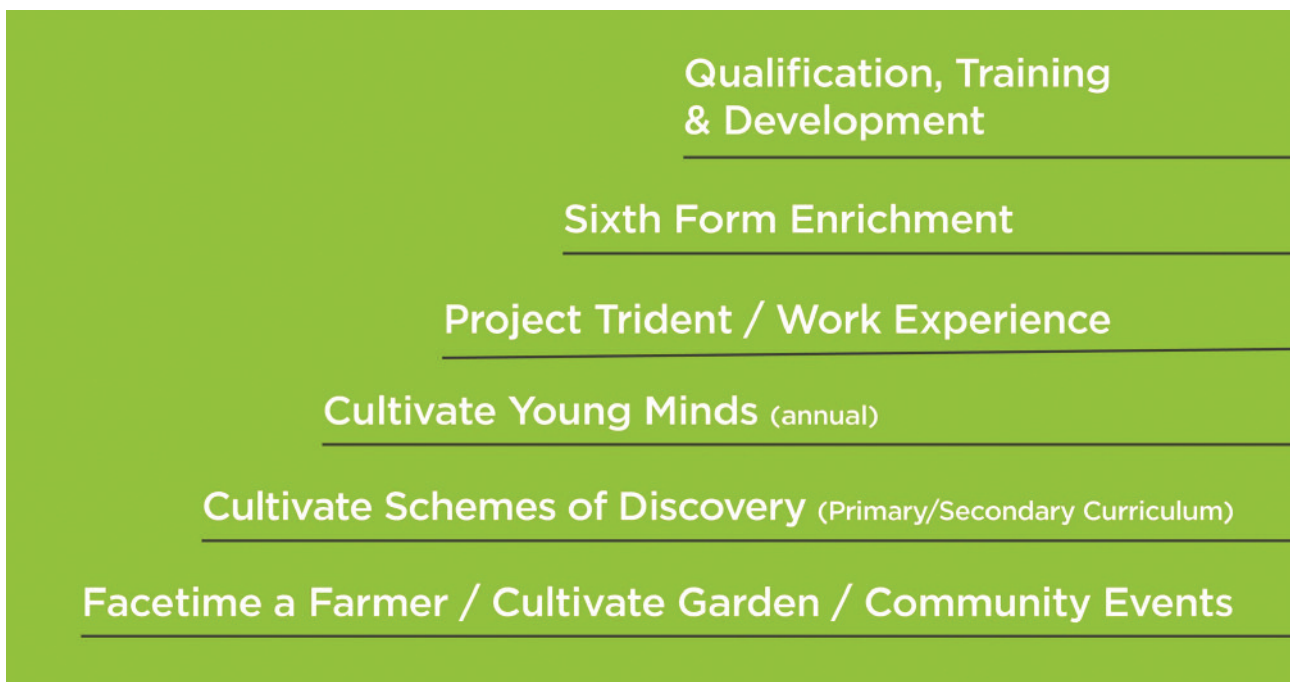 Qualification, Training
& Development
Sixth Form Enrichment
Project Trident / Work Experience
Cultivate Young Minds (annual)
Cultivate Schemes of Discovery (Primary/Secondary Curriculum)
Facetime a Farmer / Cultivate Garden / Community Events